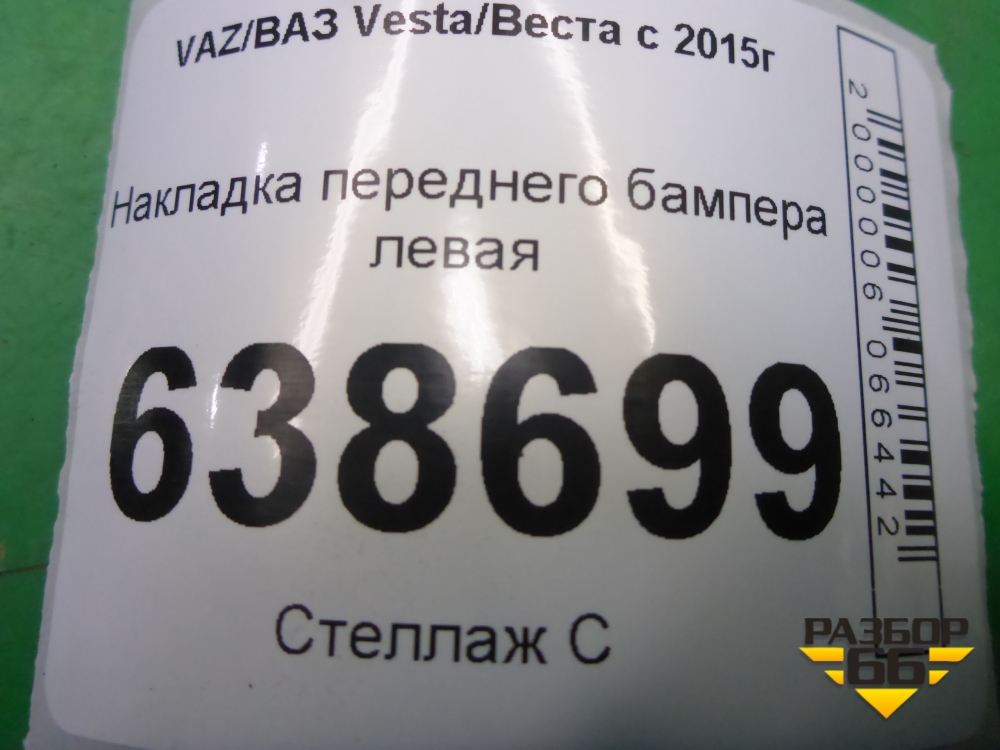 VAZ/ВАЗ Vesta/Веста с 2015г
Накладка переднего бампера
левая
638699
Стеллаж С
2000006066442
РАЗБОР
66